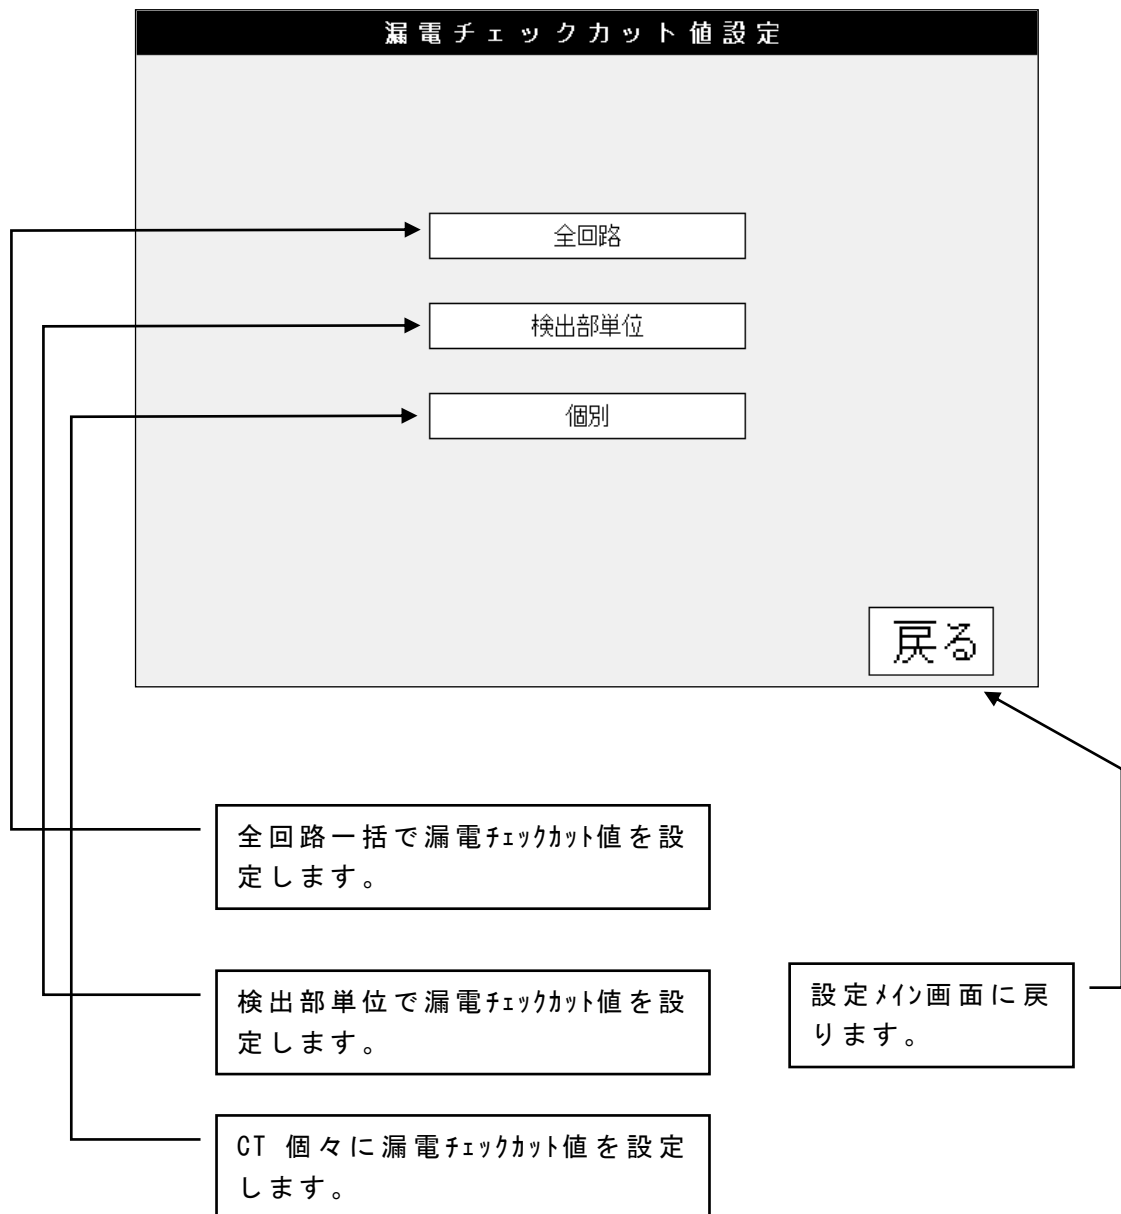 漏電チェックカット値設定
全回路
検出部単位
個別
戻る
全回路一括で漏電ﾁｪｯｸｶｯﾄ値を設
定します。
検出部単位で漏電ﾁｪｯｸｶｯﾄ値を設
定します。
設定ﾒｲﾝ画面に戻
ります。
CT 個々に漏電ﾁｪｯｸｶｯﾄ値を設定
します。